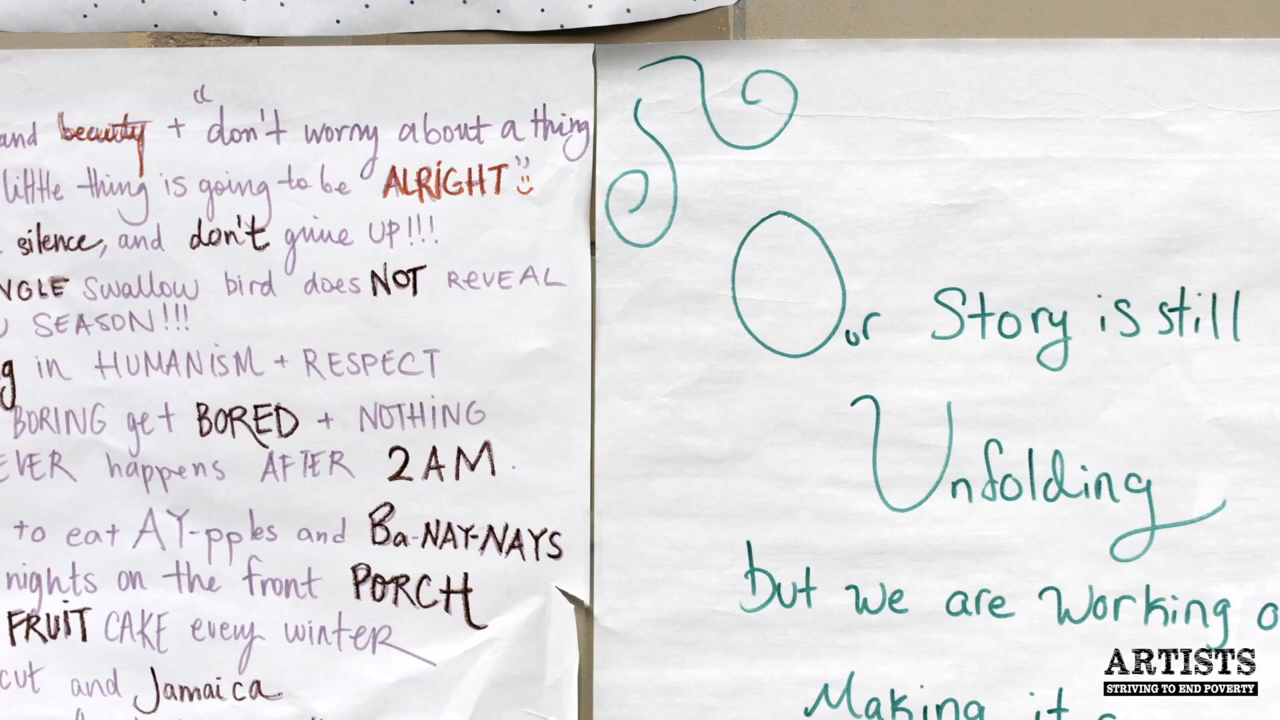 and beauty + "don't worry about a thing
little thing is going to be ALRIGHT"
silence, and don't give UP!!!
NGLE swallow bird does NOT REVEAL
SEASON!!!
g in HUMANISM + RESPECT
BORING get BORED + NOTHING
EVER happens AFTER 2AM.
to eat AY-pples and Ba-NAY-NAYS
nights on the front PORCH
FRUIT CAKE every winter
cut and Jamaica
Our Story is still
Unfolding
but we are working o
Making it
ARTISTS
STRIVING TO END POVERTY